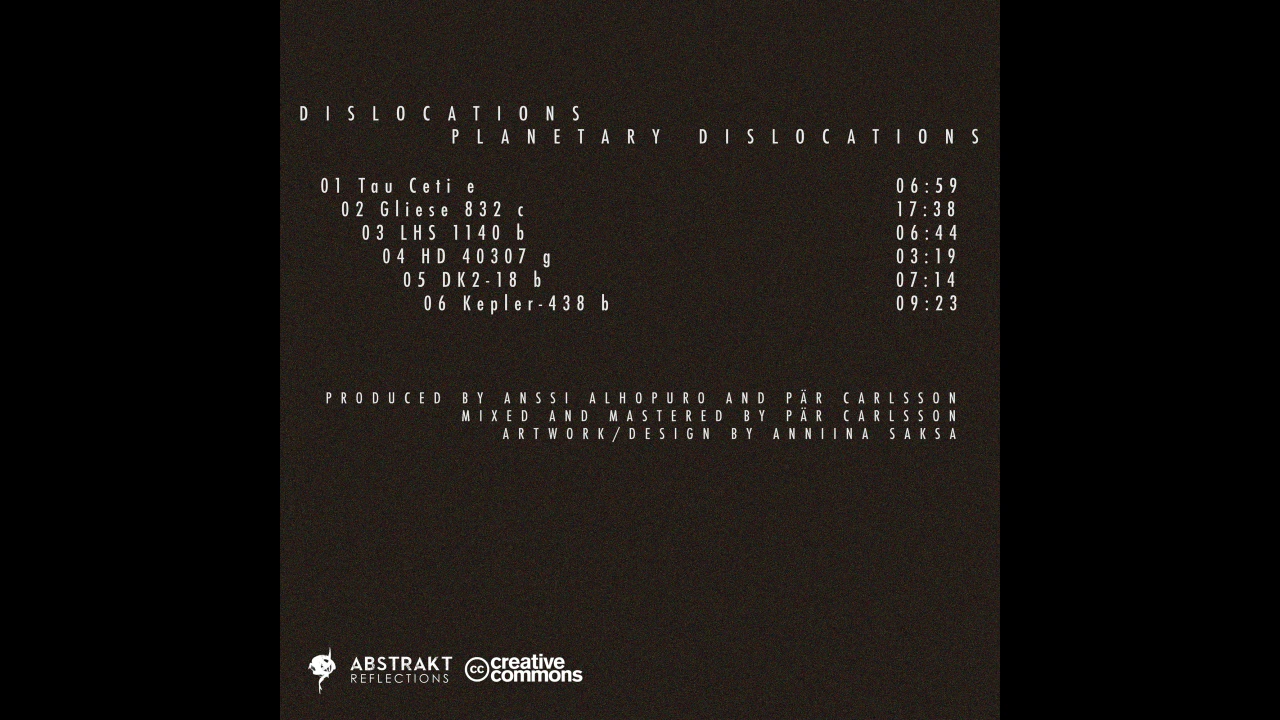 DISLOCATIONS
PLANETARY DISLOCATIONS
01 Tau Ceti e 06:59
02 Gliese 832 c 17:38
03 LHS 1140 b 06:44
04 HD 40307 g 03:19
05 DK2-18 b 07:14
06 Kepler-438 b 09:23
PRODUCED BY ANSSI ALHOPURO AND PÄR CARLSSON
MIXED AND MASTERED BY PÄR CARLSSON
ARTWORK/DESIGN BY ANNIINA SAKSA
ABSTRAKT
REFLECTIONS
cc creative
commons